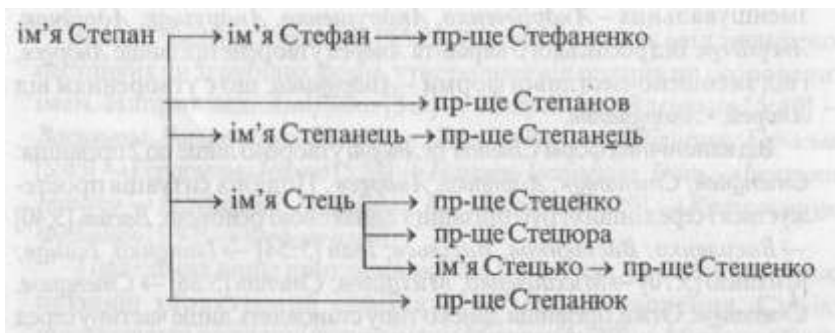 ім'я Степан → ім'я Стефан → пр-ще Стефаненко
→ пр-ще Степанов
→ ім'я Степанець → пр-ще Степанець
→ ім'я Стець → пр-ще Стеценко
→ пр-ще Стецюра
→ ім'я Стецько → пр-ще Стещенко
→ пр-ще Степанюк